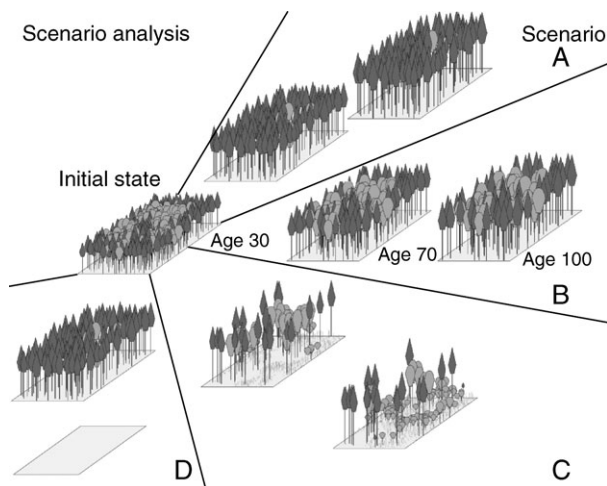 Scenario analysis
Scenario
A
Initial state
Age 30
Age 70
Age 100
B
D
C